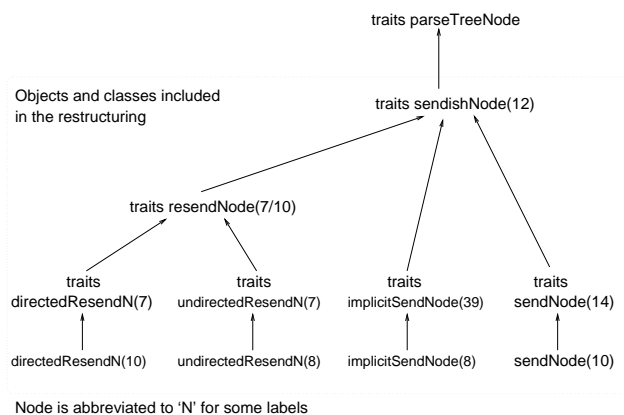 traits parseTreeNode
Objects and classes included
in the restructuring
traits sendishNode(12)
traits resendNode(7/10)
traits
directedResendN(7)
traits
undirectedResendN(7)
traits
implicitSendNode(39)
traits
sendNode(14)
directedResendN(10)
undirectedResendN(8)
implicitSendNode(8)
sendNode(10)
Node is abbreviated to ‘N’ for some labels